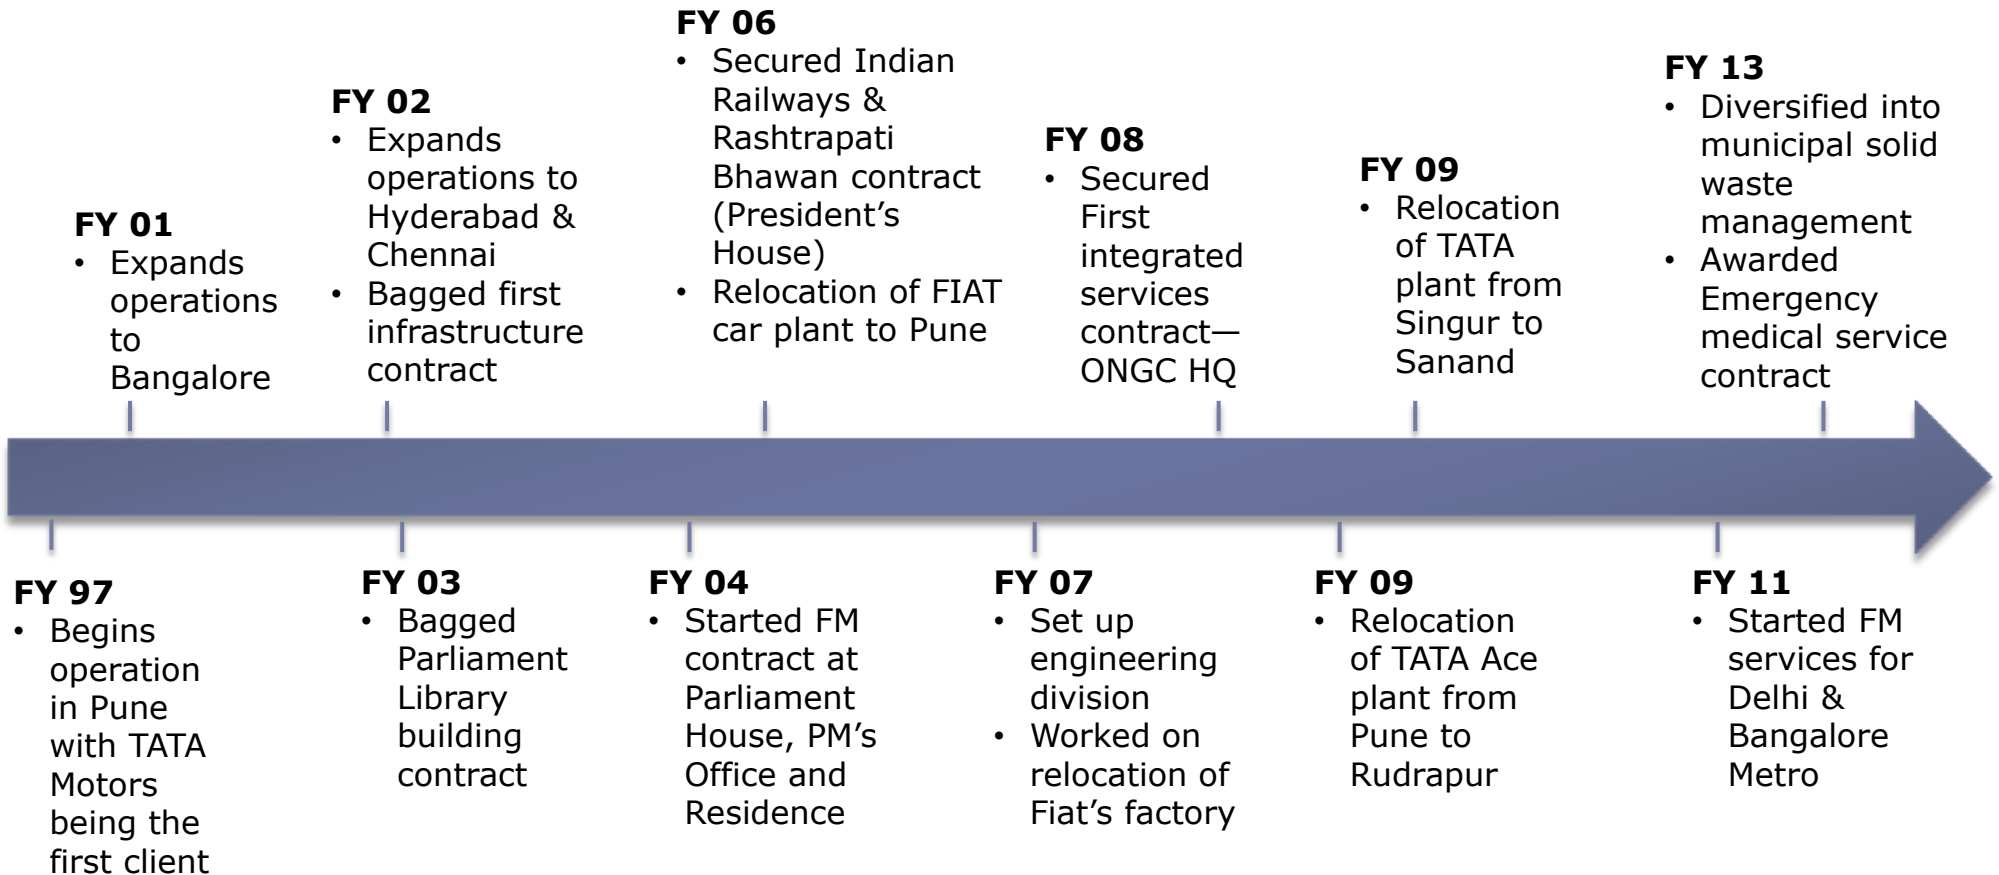 FY 01
• Expands
operations
to
Bangalore
FY 02
• Expands
operations to
Hyderabad &
Chennai
• Bagged first
infrastructure
contract
FY 06
• Secured Indian
Railways &
Rashtrapati
Bhawan contract
(President’s
House)
• Relocation of FIAT
car plant to Pune
FY 08
• Secured
First
integrated
services
contract—
ONGC HQ
FY 09
• Relocation
of TATA
plant from
Singur to
Sanand
FY 13
• Diversified into
municipal solid
waste
management
• Awarded
Emergency
medical service
contract
FY 97
• Begins
operation
in Pune
with TATA
Motors
being the
first client
FY 03
• Bagged
Parliament
Library
building
contract
FY 04
• Started FM
contract at
Parliament
House, PM’s
Office and
Residence
FY 07
• Set up
engineering
division
• Worked on
relocation of
Fiat’s factory
FY 09
• Relocation
of TATA Ace
plant from
Pune to
Rudrapur
FY 11
• Started FM
services for
Delhi &
Bangalore
Metro